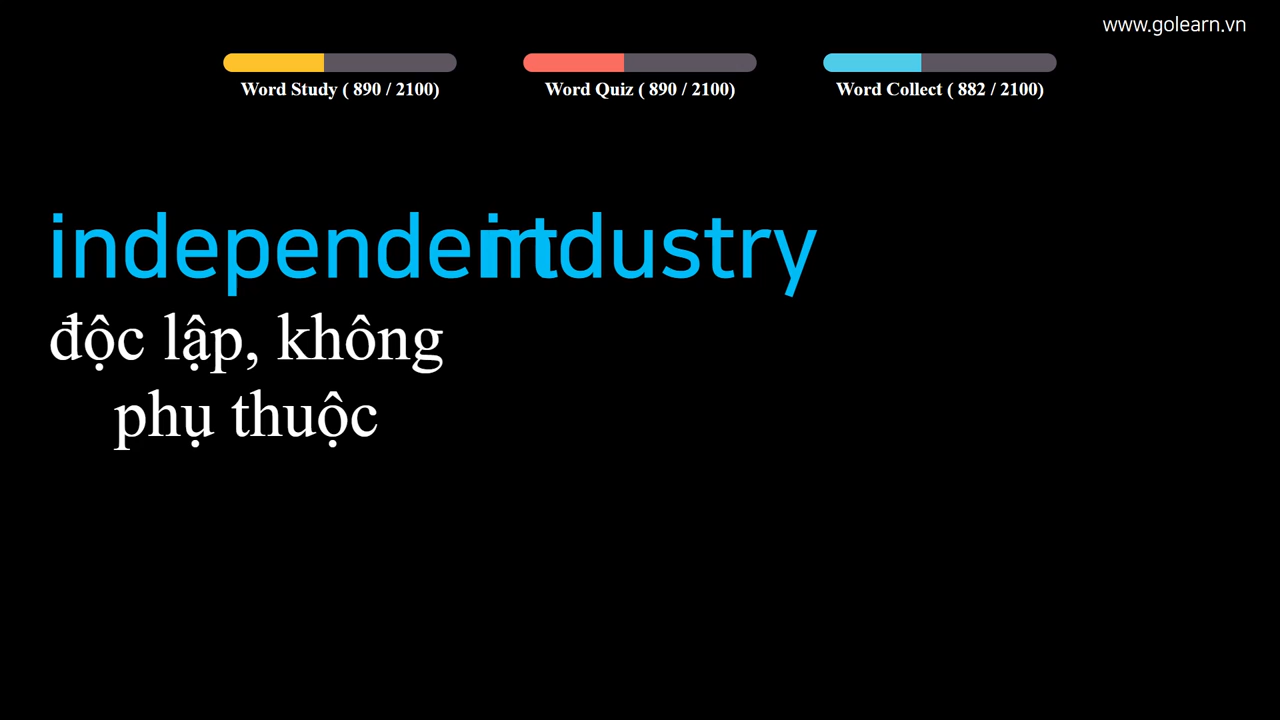 www.golearn.vn
Word Study ( 890 / 2100)
Word Quiz ( 890 / 2100)
Word Collect ( 882 / 2100)
independent industry
độc lập, không
phụ thuộc